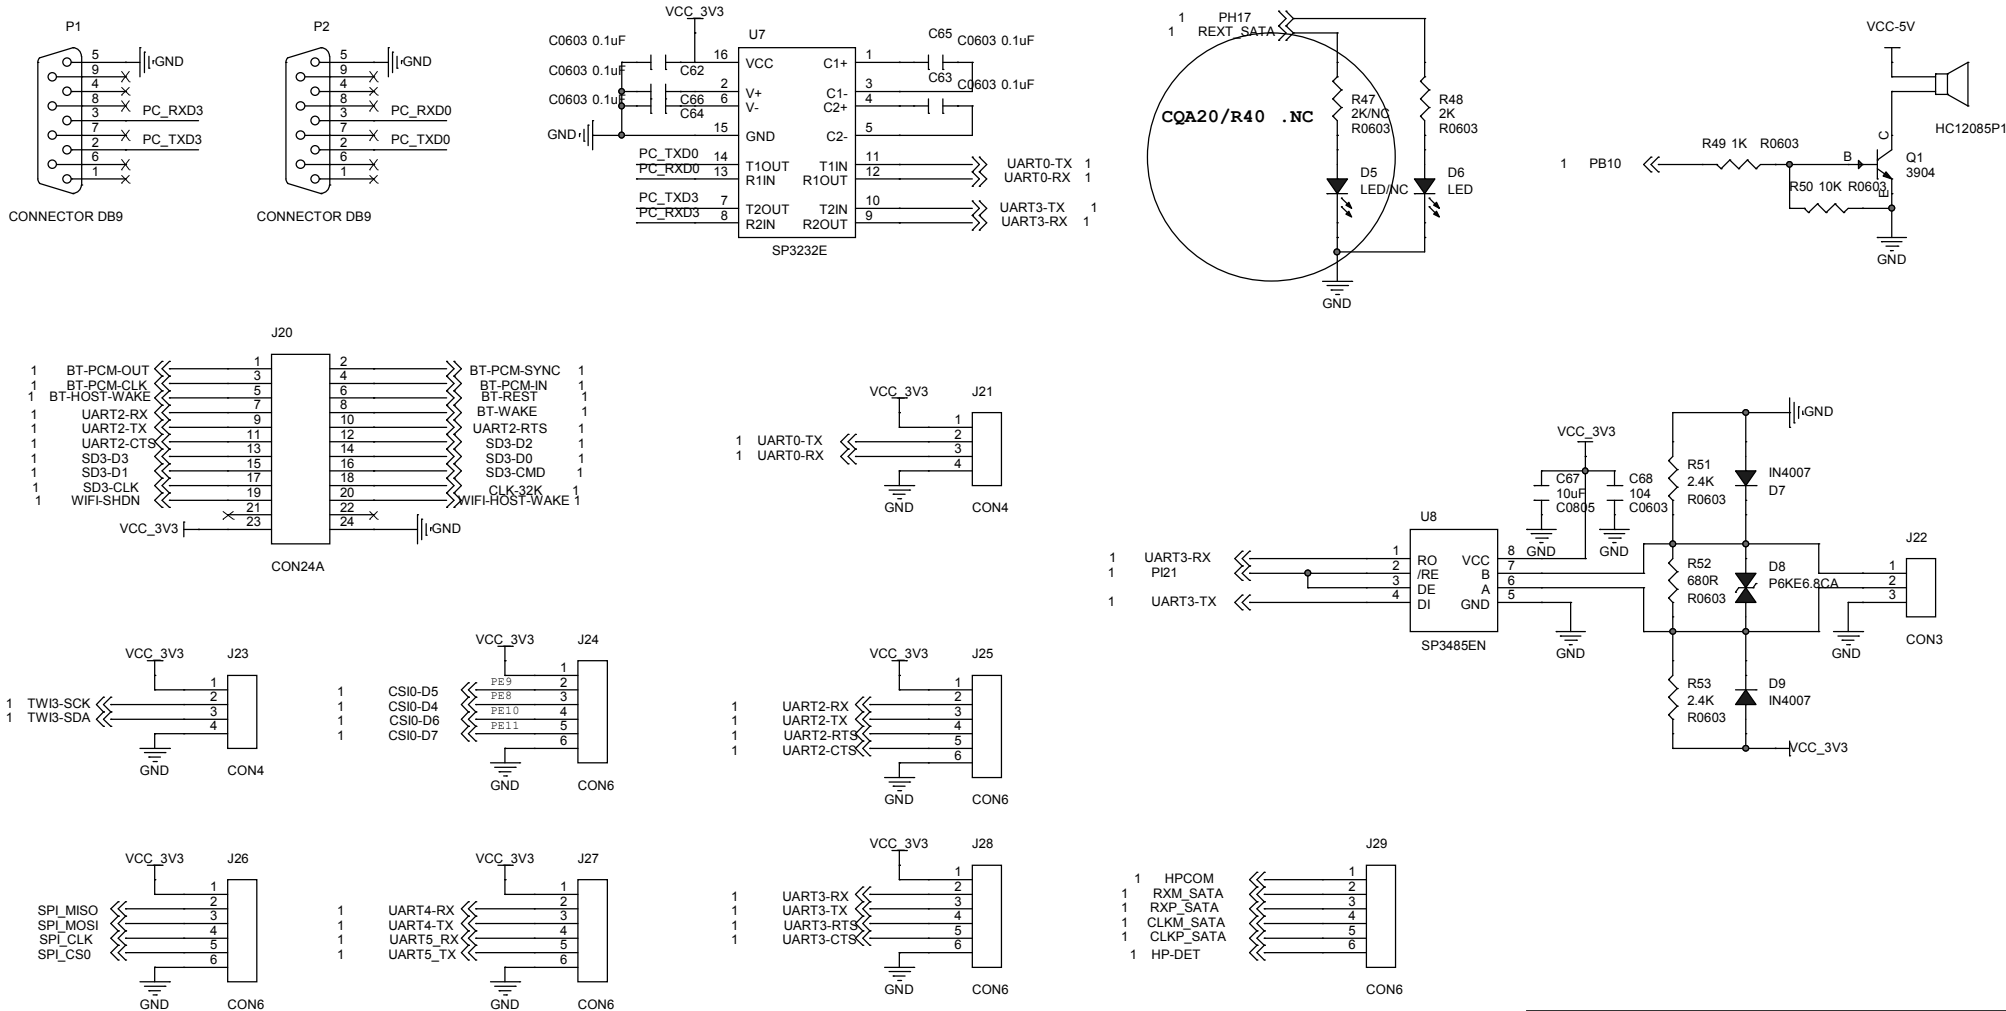 P1
5
9
4
8
3
7
2
6
1
GND
PC_RXD3
PC_TXD3
CONNECTOR DB9
P2
5
9
4
8
3
7
2
6
1
GND
PC_RXD0
PC_TXD0
CONNECTOR DB9
VCC_3V3
C0603 0.1uF
C0603 0.1uF
C0603 0.1uF
C62
C66
C64
GND
U7
16 VCC C1+ 1
2 V+ C1- 3
6 V- C2+ 4
15 GND C2- 5
PC_TXD0 14 T1OUT T1IN 11 UART0-TX 1
PC_RXD0 13 R1IN R1OUT 12 UART0-RX 1
PC_TXD3 7 T2OUT T2IN 10 UART3-TX 1
PC_RXD3 8 R2IN R2OUT 9 UART3-RX 1
SP3232E
C65
C0603 0.1uF
C63
C0603 0.1uF
1 PH17
1 REXT_SATA
CQA20/R40 .NC
R47
2K/NC
R0603
R48
2K
R0603
D5
LED/NC
D6
LED
GND
VCC-5V
HC12085P1
1 PB10
R49 1K R0603
R50 10K R0603
B
C
E
Q1
3904
GND
J20
1 BT-PCM-OUT 1 2 BT-PCM-SYNC 1
1 BT-PCM-CLK 3 4 BT-PCM-IN 1
1 BT-HOST-WAKE 5 6 BT-REST 1
1 UART2-RX 7 8 BT-WAKE 1
1 UART2-TX 9 10 UART2-RTS 1
1 UART2-CTS 11 12 SD3-D2 1
1 SD3-D3 13 14 SD3-D0 1
1 SD3-D1 15 16 SD3-CMD 1
1 SD3-CLK 17 18 CLK-32K 1
1 WIFI-SHDN 19 20 WIFI-HOST-WAKE 1
21 22
VCC_3V3 23 24 GND
CON24A
VCC_3V3
J21
1
1 UART0-TX 2
1 UART0-RX 3
4
GND
CON4
VCC_3V3
C67
10uF
C0805
C68
104
C0603
GND
GND
U8
1 UART3-RX 1 RO VCC 8
1 PI21 2 /RE B 7
3 DE A 6
1 UART3-TX 4 DI GND 5
SP3485EN
GND
GND
R51
2.4K
R0603
IN4007
D7
R52
680R
R0603
D8
P6KE6.8CA
R53
2.4K
R0603
D9
IN4007
VCC_3V3
J22
1
2
3
GND
CON3
VCC_3V3
J23
1
1 TWI3-SCK 2
1 TWI3-SDA 3
4
GND
CON4
VCC_3V3
J24
1
1 CSI0-D5 PE9 2
1 CSI0-D4 PE8 3
1 CSI0-D6 PE10 4
1 CSI0-D7 PE11 5
6
GND
CON6
VCC_3V3
J25
1
1 UART2-RX 2
1 UART2-TX 3
1 UART2-RTS 4
1 UART2-CTS 5
6
GND
CON6
VCC_3V3
J26
1
SPI_MISO 2
SPI_MOSI 3
SPI_CLK 4
SPI_CS0 5
6
GND
CON6
VCC_3V3
J27
1
1 UART4-RX 2
1 UART4-TX 3
1 UART5_RX 4
1 UART5_TX 5
6
GND
CON6
VCC_3V3
J28
1
1 UART3-RX 2
1 UART3-TX 3
1 UART3-RTS 4
1 UART3-CTS 5
6
GND
CON6
J29
1 HPCOM 1
1 RXM_SATA 2
1 RXP_SATA 3
1 CLKM_SATA 4
1 CLKP_SATA 5
1 HP-DET 6
CON6